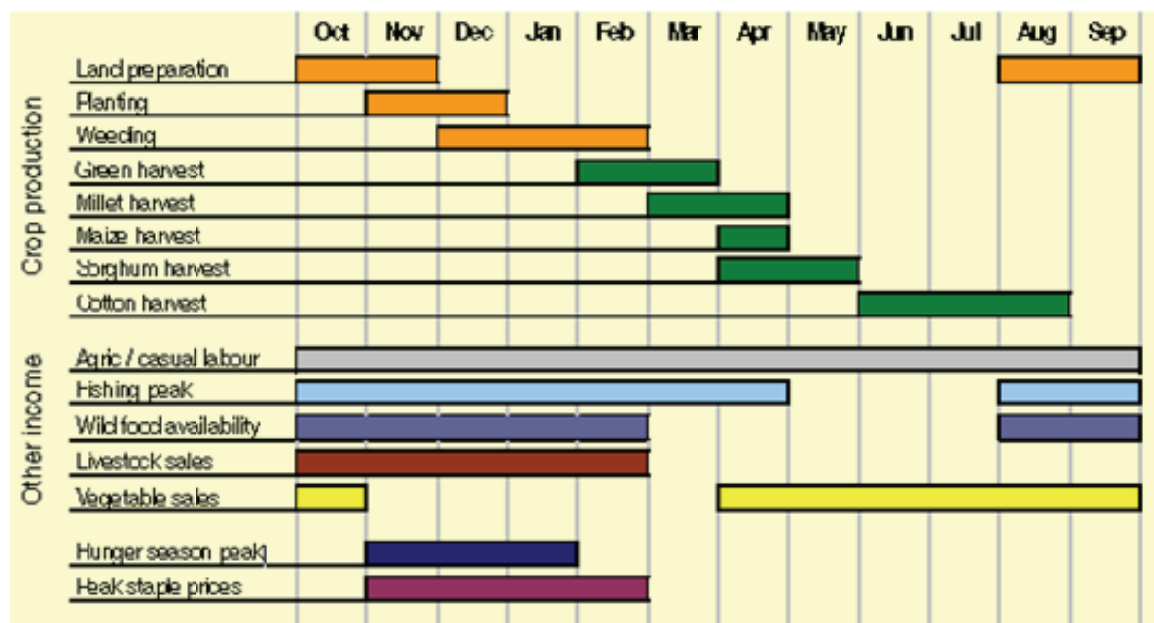 Oct Nov Dec Jan Feb Mar Apr May Jun Jul Aug Sep
Crop production
Land preparation
Planting
Weeding
Green harvest
Millet harvest
Maize harvest
Sorghum harvest
Cotton harvest
Other income
Agric / casual labour
Fishing peak
Wild food availability
Livestock sales
Vegetable sales
Hunger season peak
Peak staple prices